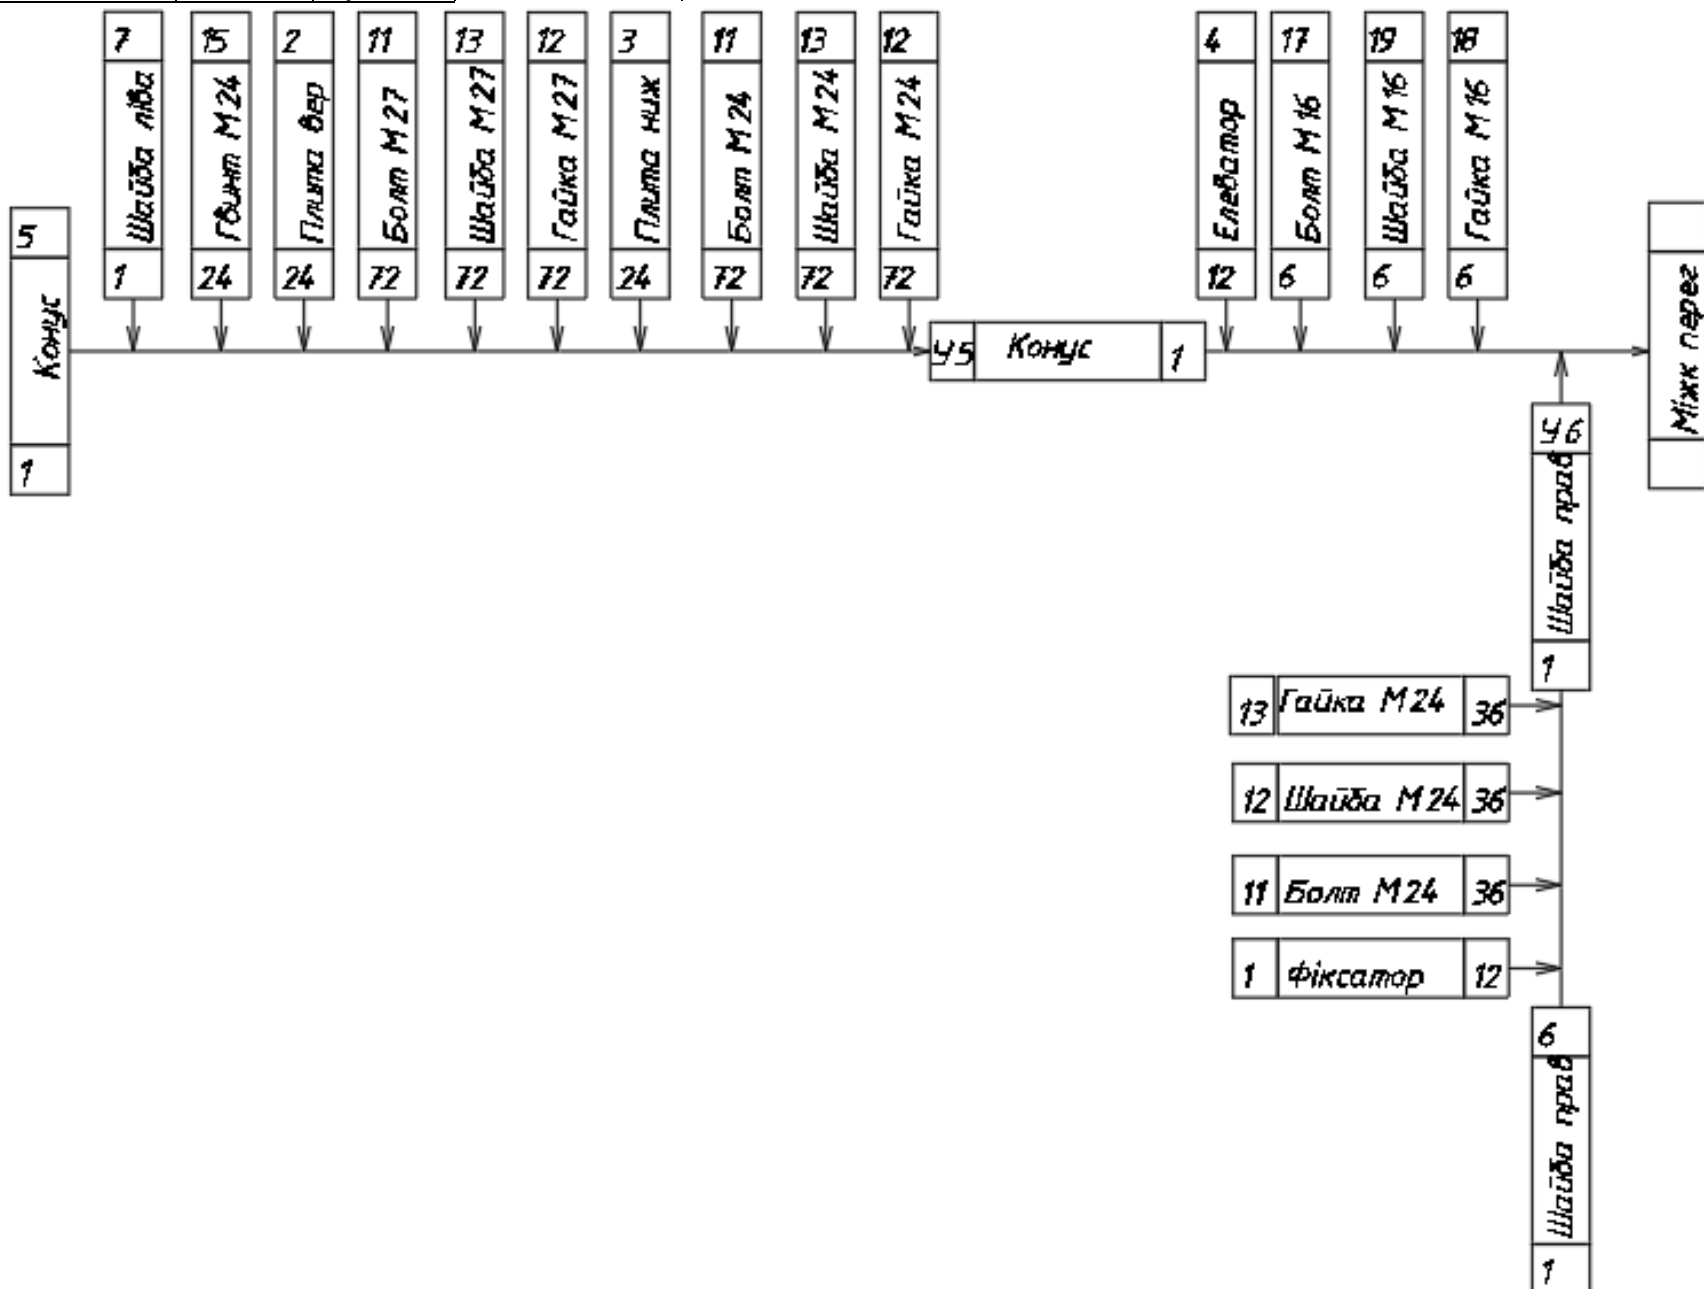 7
Шайба ліва
1
15
Гвинт М24
24
2
Плита вер
24
11
Болт М27
72
13
Шайба М27
72
12
Гайка М27
72
3
Плита ниж
24
11
Болт М24
72
13
Шайба М24
72
12
Гайка М24
72
4
Елеватор
12
17
Болт М16
6
19
Шайба М16
6
18
Гайка М16
6
5
Конус
1
У5 Конус 1
Міжк перег
У6
Шайба прав
1
13 Гайка М24 36
12 Шайба М24 36
11 Болт М24 36
1 Фіксатор 12
6
Шайба прав
1